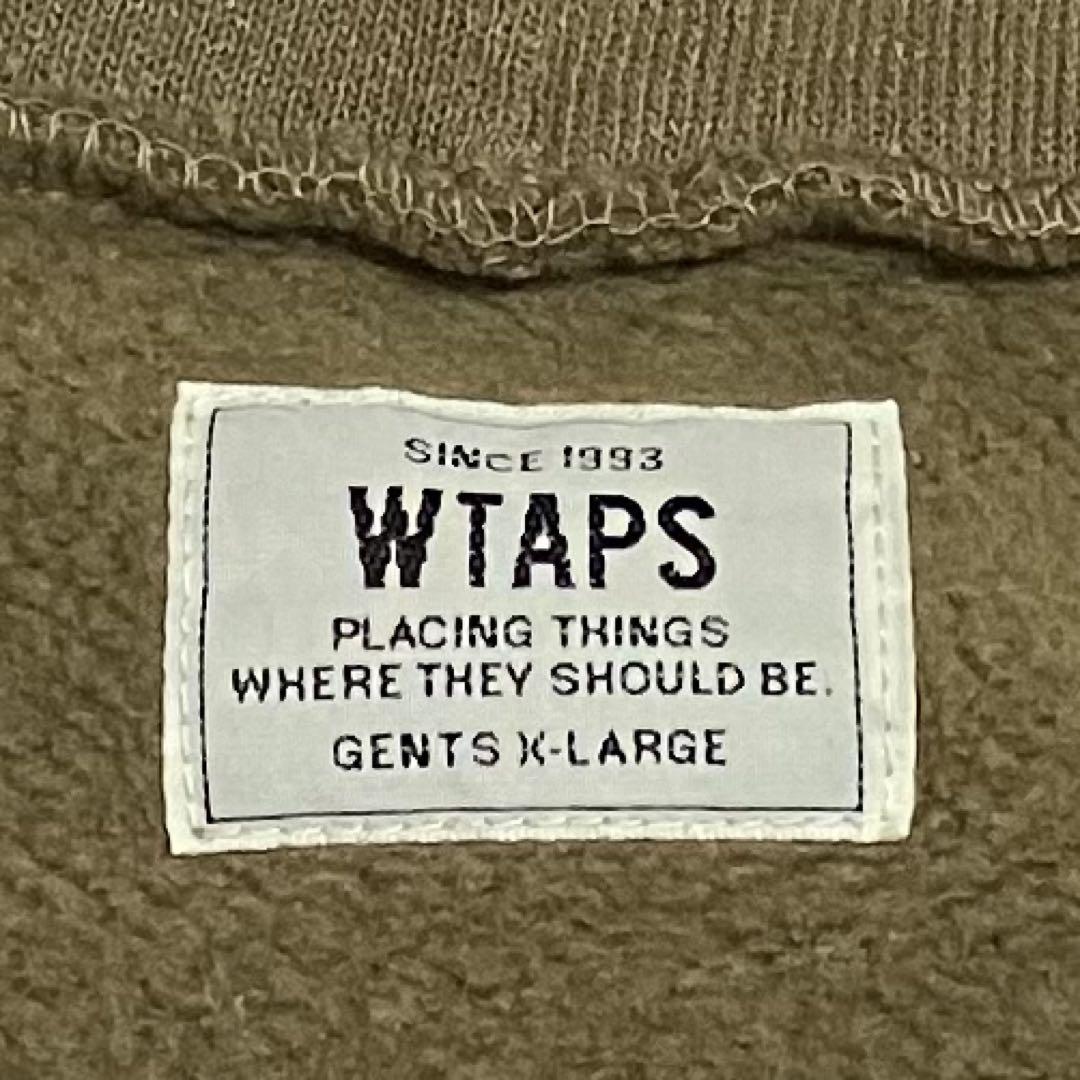 SINCE 1993
WTAPS
PLACING THINGS
WHERE THEY SHOULD BE.
GENTS X-LARGE